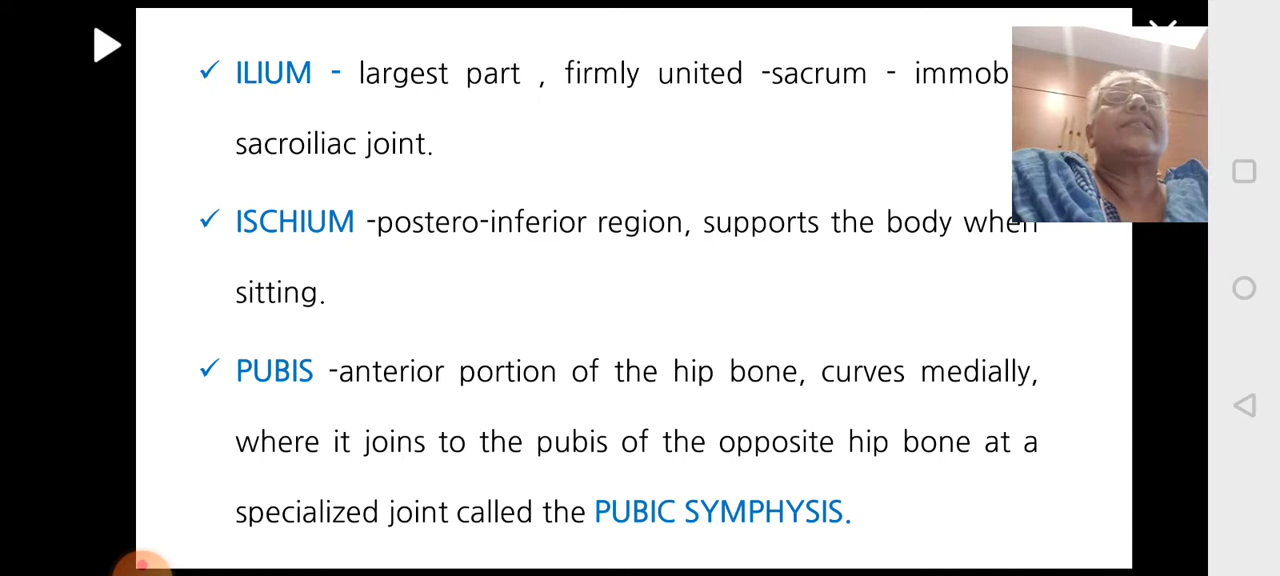 ✓ ILIUM - largest part , firmly united -sacrum - immob
sacroiliac joint.
✓ ISCHIUM -postero-inferior region, supports the body when
sitting.
✓ PUBIS -anterior portion of the hip bone, curves medially,
where it joins to the pubis of the opposite hip bone at a
specialized joint called the PUBIC SYMPHYSIS.